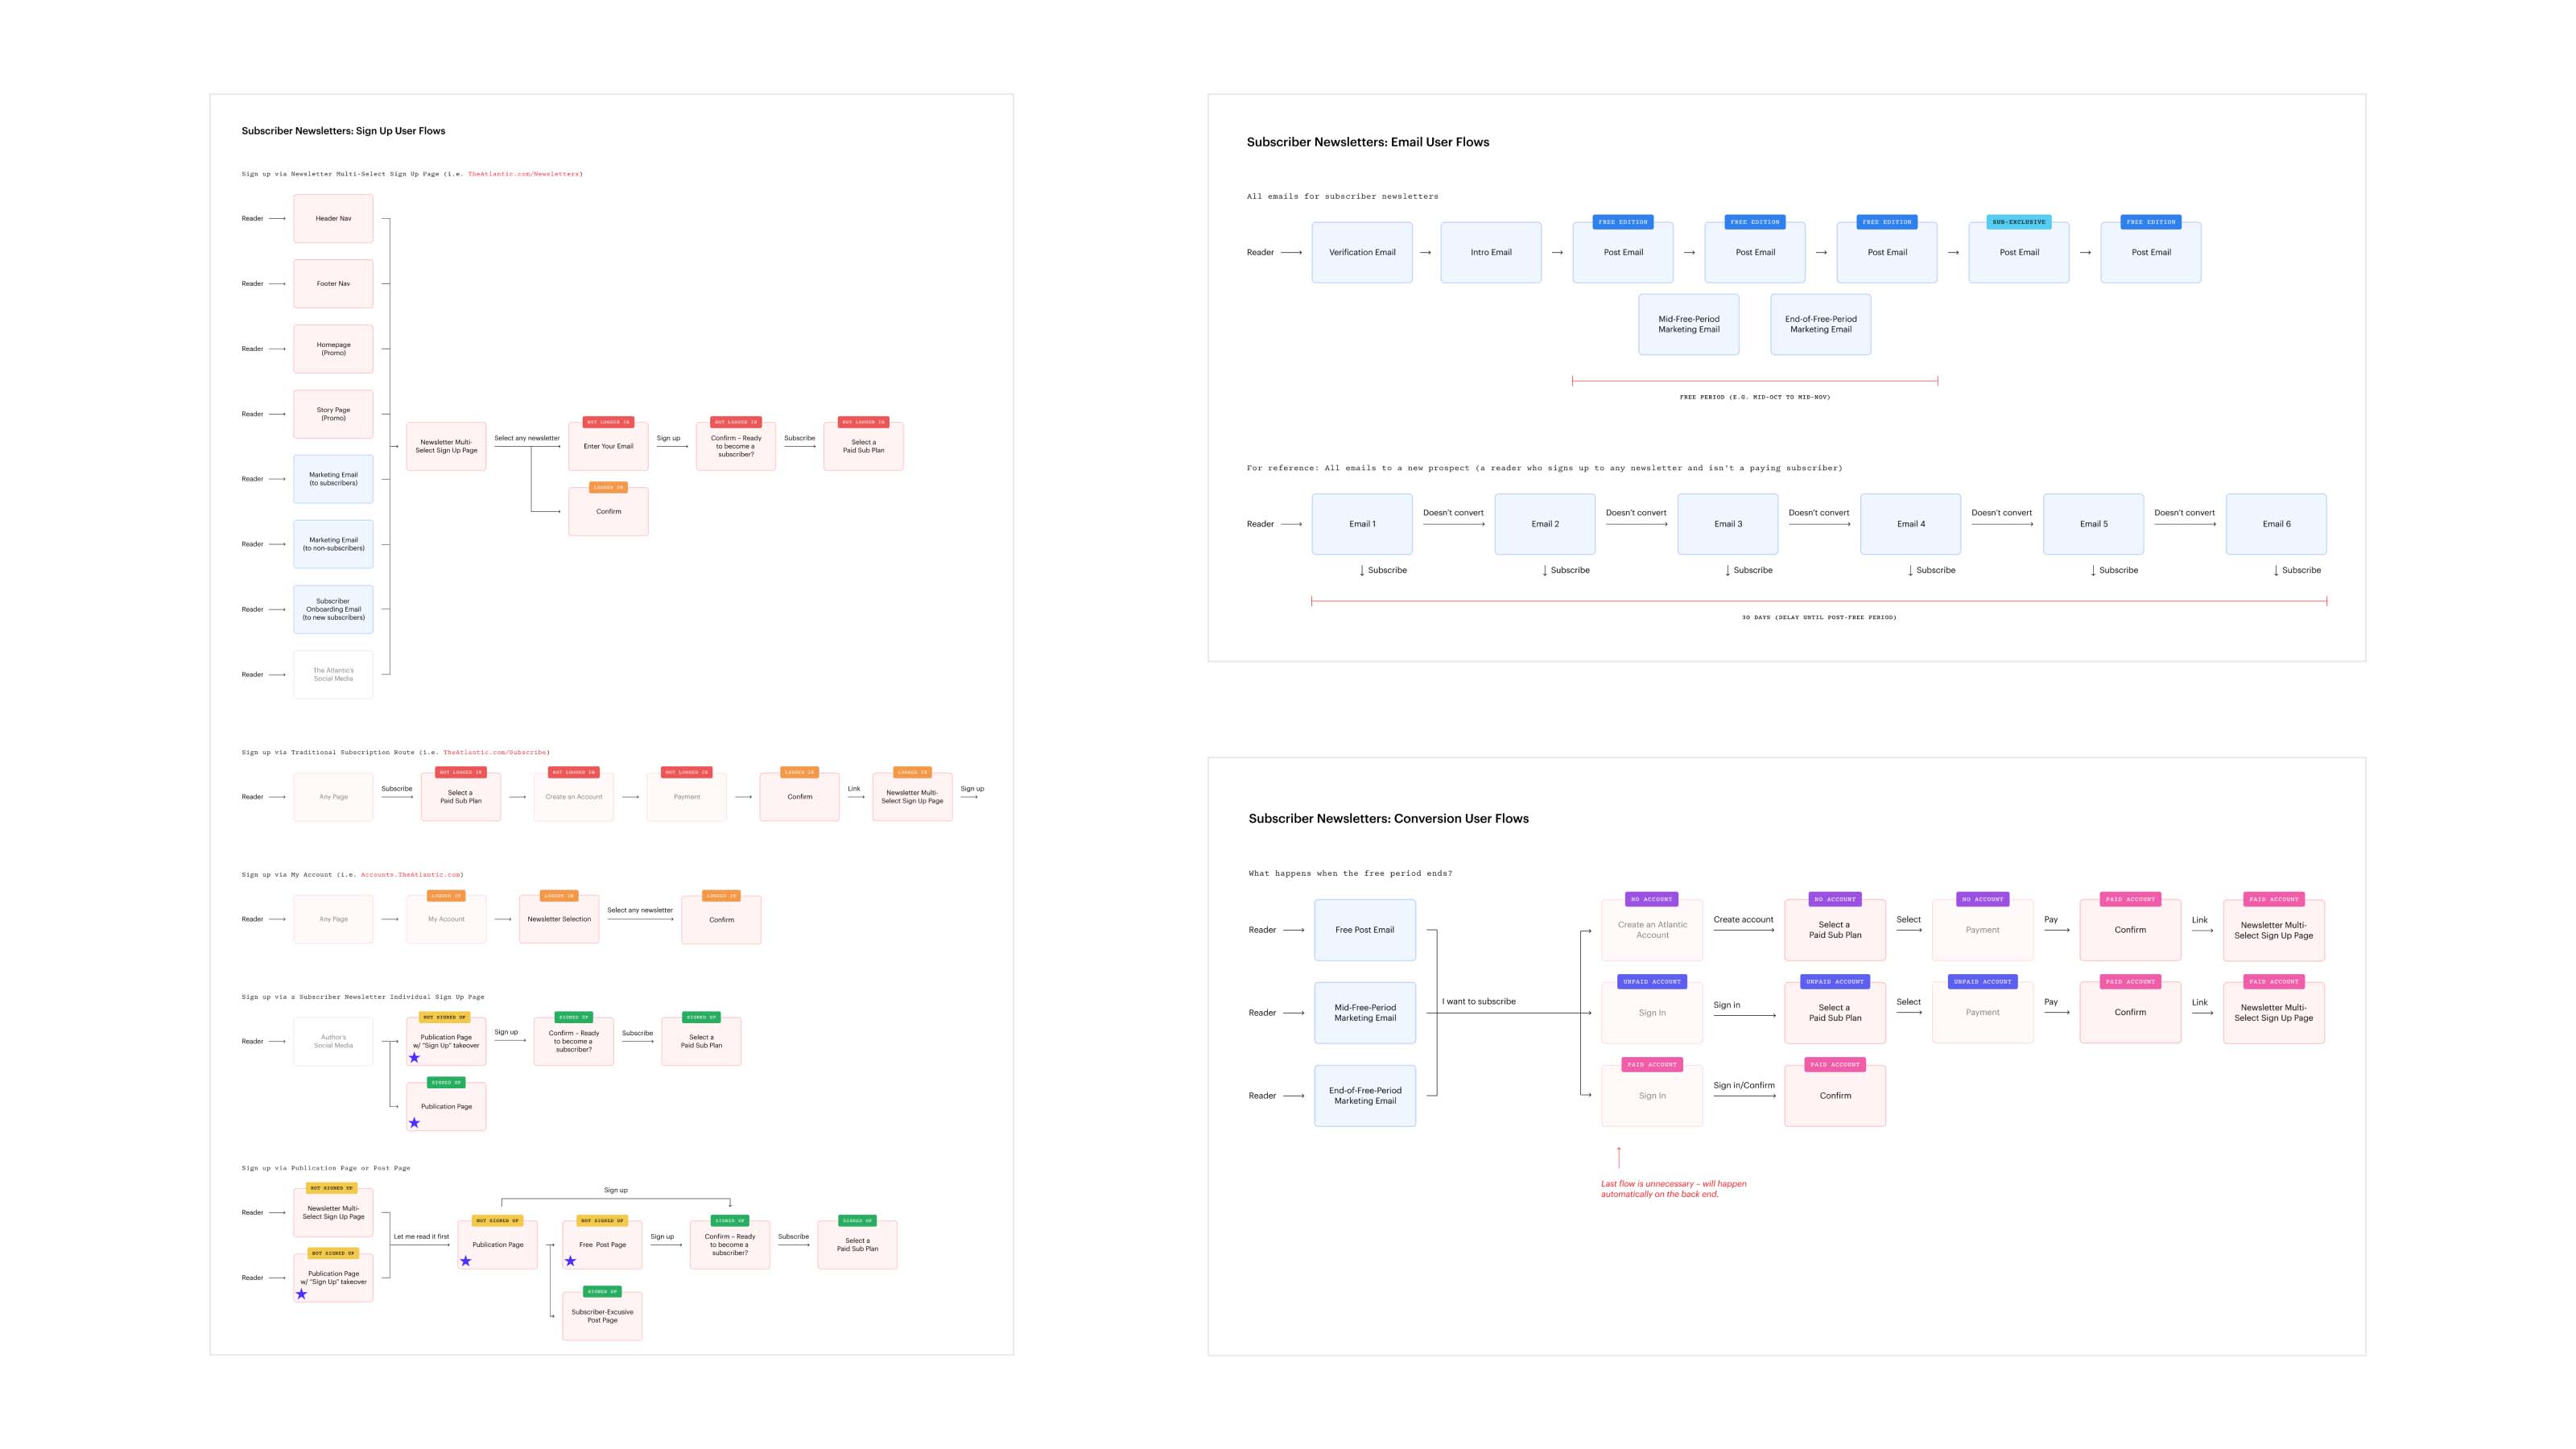 Subscriber Newsletters: Sign Up User Flows
Sign up via Newsletter Multi-Select Sign Up Page (i.e. TheAtlantic.com/Newsletters)
Reader
Header Nav
Reader
Footer Nav
Reader
Homepage
(Promo)
Reader
Story Page
(Promo)
Reader
Marketing Email
(to subscribers)
Reader
Marketing Email
(to non-subscribers)
Reader
Subscriber
Onboarding Email
(to new subscribers)
Reader
The Atlantic's
Social Media
Newsletter Multi-
Select Sign Up Page
Select any newsletter
NOT LOGGED IN
Enter Your Email
Sign up
NOT LOGGED IN
Confirm – Ready
to become a
subscriber?
Subscribe
NOT LOGGED IN
Select a
Paid Sub Plan
LOGGED IN
Confirm
Sign up via Traditional Subscription Route (i.e. TheAtlantic.com/Subscribe)
Reader
Any Page
Subscribe
NOT LOGGED IN
Select a
Paid Sub Plan
NOT LOGGED IN
Create an Account
NOT LOGGED IN
Payment
LOGGED IN
Confirm
Link
LOGGED IN
Newsletter Multi-
Select Sign Up Page
Sign up
Sign up via My Account (i.e. Accounts.TheAtlantic.com)
Reader
Any Page
LOGGED IN
My Account
LOGGED IN
Newsletter Selection
Select any newsletter
LOGGED IN
Confirm
Sign up via a Subscriber Newsletter Individual Sign Up Page
Reader
Author's
Social Media
NOT SIGNED UP
Publication Page
w/ "Sign Up" takeover
Sign up
SIGNED UP
Confirm – Ready
to become a
subscriber?
Subscribe
SIGNED UP
Select a
Paid Sub Plan
SIGNED UP
Publication Page
Sign up via Publication Page or Post Page
Reader
NOT SIGNED UP
Newsletter Multi-
Select Sign Up Page
Reader
NOT SIGNED UP
Publication Page
w/ "Sign Up" takeover
Let me read it first
Sign up
NOT SIGNED UP
Publication Page
NOT SIGNED UP
Free Post Page
Sign up
SIGNED UP
Confirm – Ready
to become a
subscriber?
Subscribe
SIGNED UP
Select a
Paid Sub Plan
SIGNED UP
Subscriber-Excusive
Post Page
Subscriber Newsletters: Email User Flows
All emails for subscriber newsletters
Reader
Verification Email
Intro Email
FREE EDITION
Post Email
FREE EDITION
Post Email
FREE EDITION
Post Email
SUB-EXCLUSIVE
Post Email
FREE EDITION
Post Email
Mid-Free-Period
Marketing Email
End-of-Free-Period
Marketing Email
FREE PERIOD (E.G. MID-OCT TO MID-NOV)
For reference: All emails to a new prospect (a reader who signs up to any newsletter and isn't a paying subscriber)
Reader
Email 1
Doesn't convert
Email 2
Doesn't convert
Email 3
Doesn't convert
Email 4
Doesn't convert
Email 5
Doesn't convert
Email 6
Subscribe
Subscribe
Subscribe
Subscribe
Subscribe
Subscribe
30 DAYS (DELAY UNTIL POST-FREE PERIOD)
Subscriber Newsletters: Conversion User Flows
What happens when the free period ends?
Reader
Free Post Email
Reader
Mid-Free-Period
Marketing Email
Reader
End-of-Free-Period
Marketing Email
I want to subscribe
NO ACCOUNT
Create an Atlantic
Account
Create account
NO ACCOUNT
Select a
Paid Sub Plan
Select
NO ACCOUNT
Payment
Pay
PAID ACCOUNT
Confirm
Link
PAID ACCOUNT
Newsletter Multi-
Select Sign Up Page
UNPAID ACCOUNT
Sign In
Sign in
UNPAID ACCOUNT
Select a
Paid Sub Plan
Select
UNPAID ACCOUNT
Payment
Pay
PAID ACCOUNT
Confirm
Link
PAID ACCOUNT
Newsletter Multi-
Select Sign Up Page
PAID ACCOUNT
Sign In
Sign in/Confirm
PAID ACCOUNT
Confirm
Last flow is unnecessary – will happen
automatically on the back end.